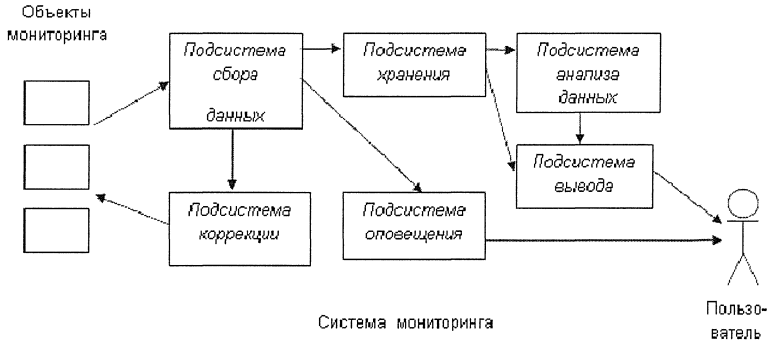 Объекты
мониторинга
Подсистема
сбора
данных
Подсистема
хранения
Подсистема
анализа
данных
Подсистема
вывода
Подсистема
коррекции
Подсистема
оповещения
Пользо-
ватель
Система мониторинга